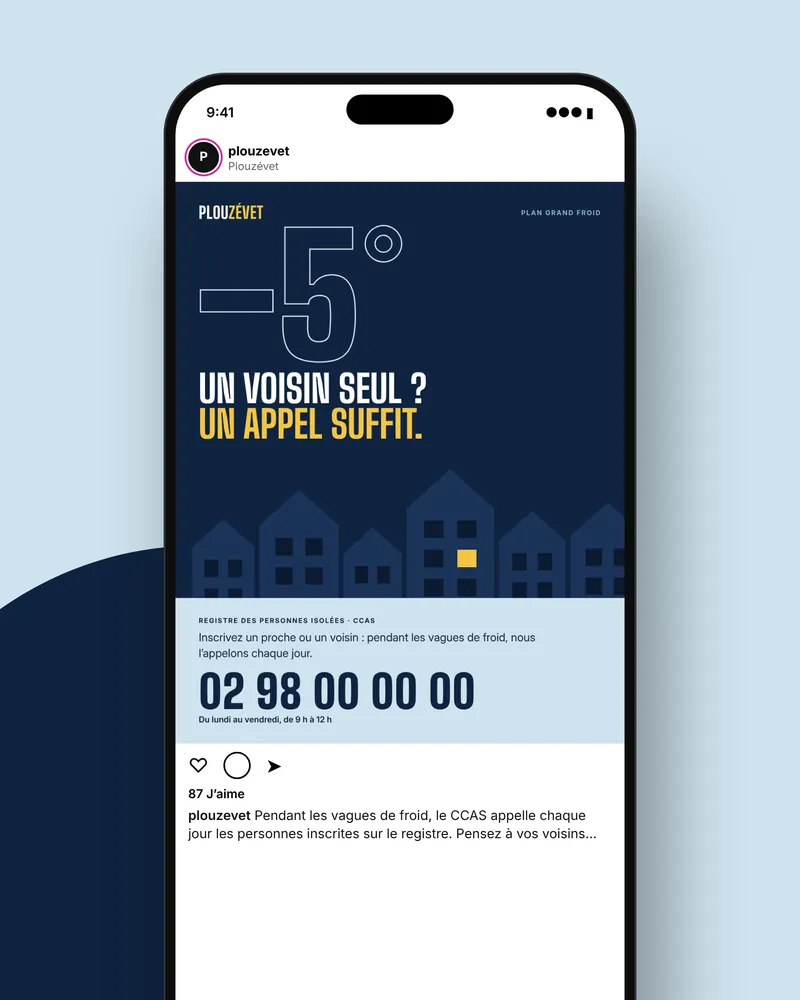 9:41
P
plouzevet
Plouzévet
PLOUZÉVET
PLAN GRAND FROID
–5°
UN VOISIN SEUL ?
UN APPEL SUFFIT.
REGISTRE DES PERSONNES ISOLÉES · CCAS
Inscrivez un proche ou un voisin : pendant les vagues de froid, nous
l’appelons chaque jour.
02 98 00 00 00
Du lundi au vendredi, de 9 h à 12 h
87 J’aime
plouzevet Pendant les vagues de froid, le CCAS appelle chaque
jour les personnes inscrites sur le registre. Pensez à vos voisins…